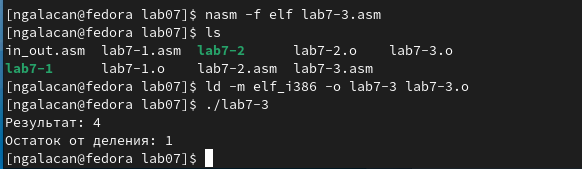 [ngalacan@fedora lab07]$ nasm -f elf lab7-3.asm
[ngalacan@fedora lab07]$ ls
in_out.asm lab7-1.asm lab7-2 lab7-2.o lab7-3.o
lab7-1 lab7-1.o lab7-2.asm lab7-3.asm
[ngalacan@fedora lab07]$ ld -m elf_i386 -o lab7-3 lab7-3.o
[ngalacan@fedora lab07]$ ./lab7-3
Результат: 4
Остаток от деления: 1
[ngalacan@fedora lab07]$